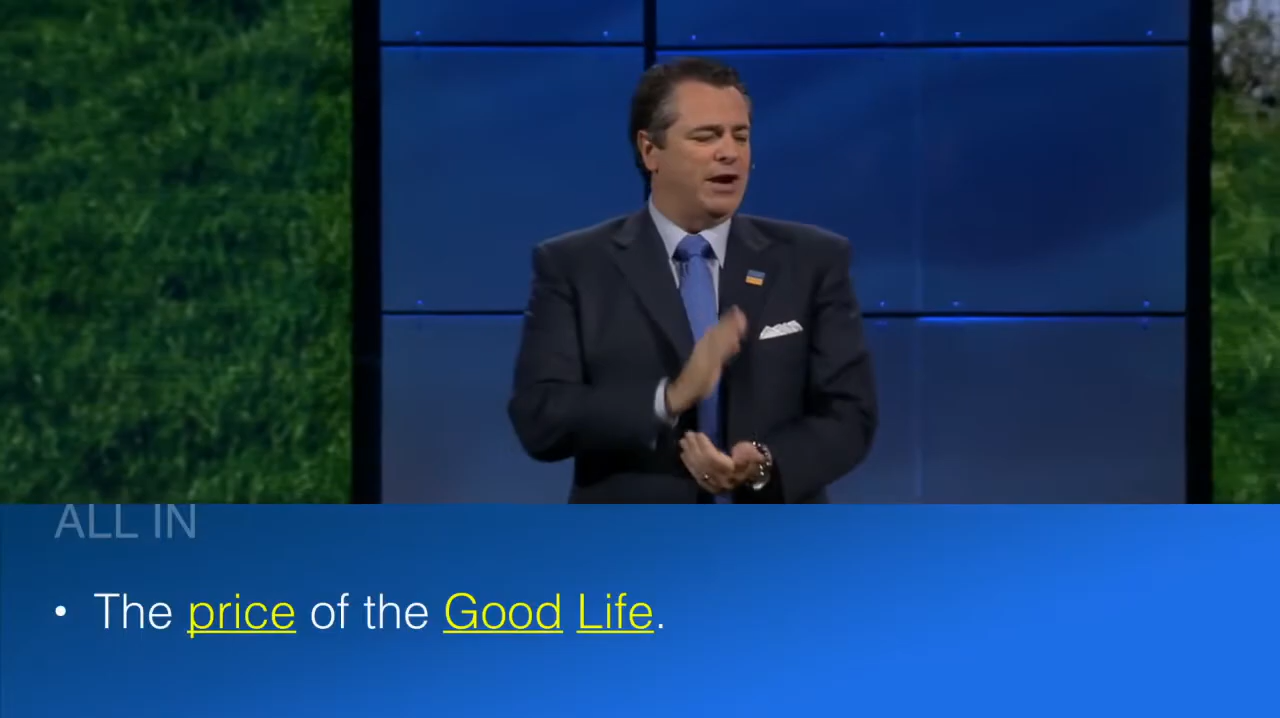 ALL IN
• The price of the Good Life.